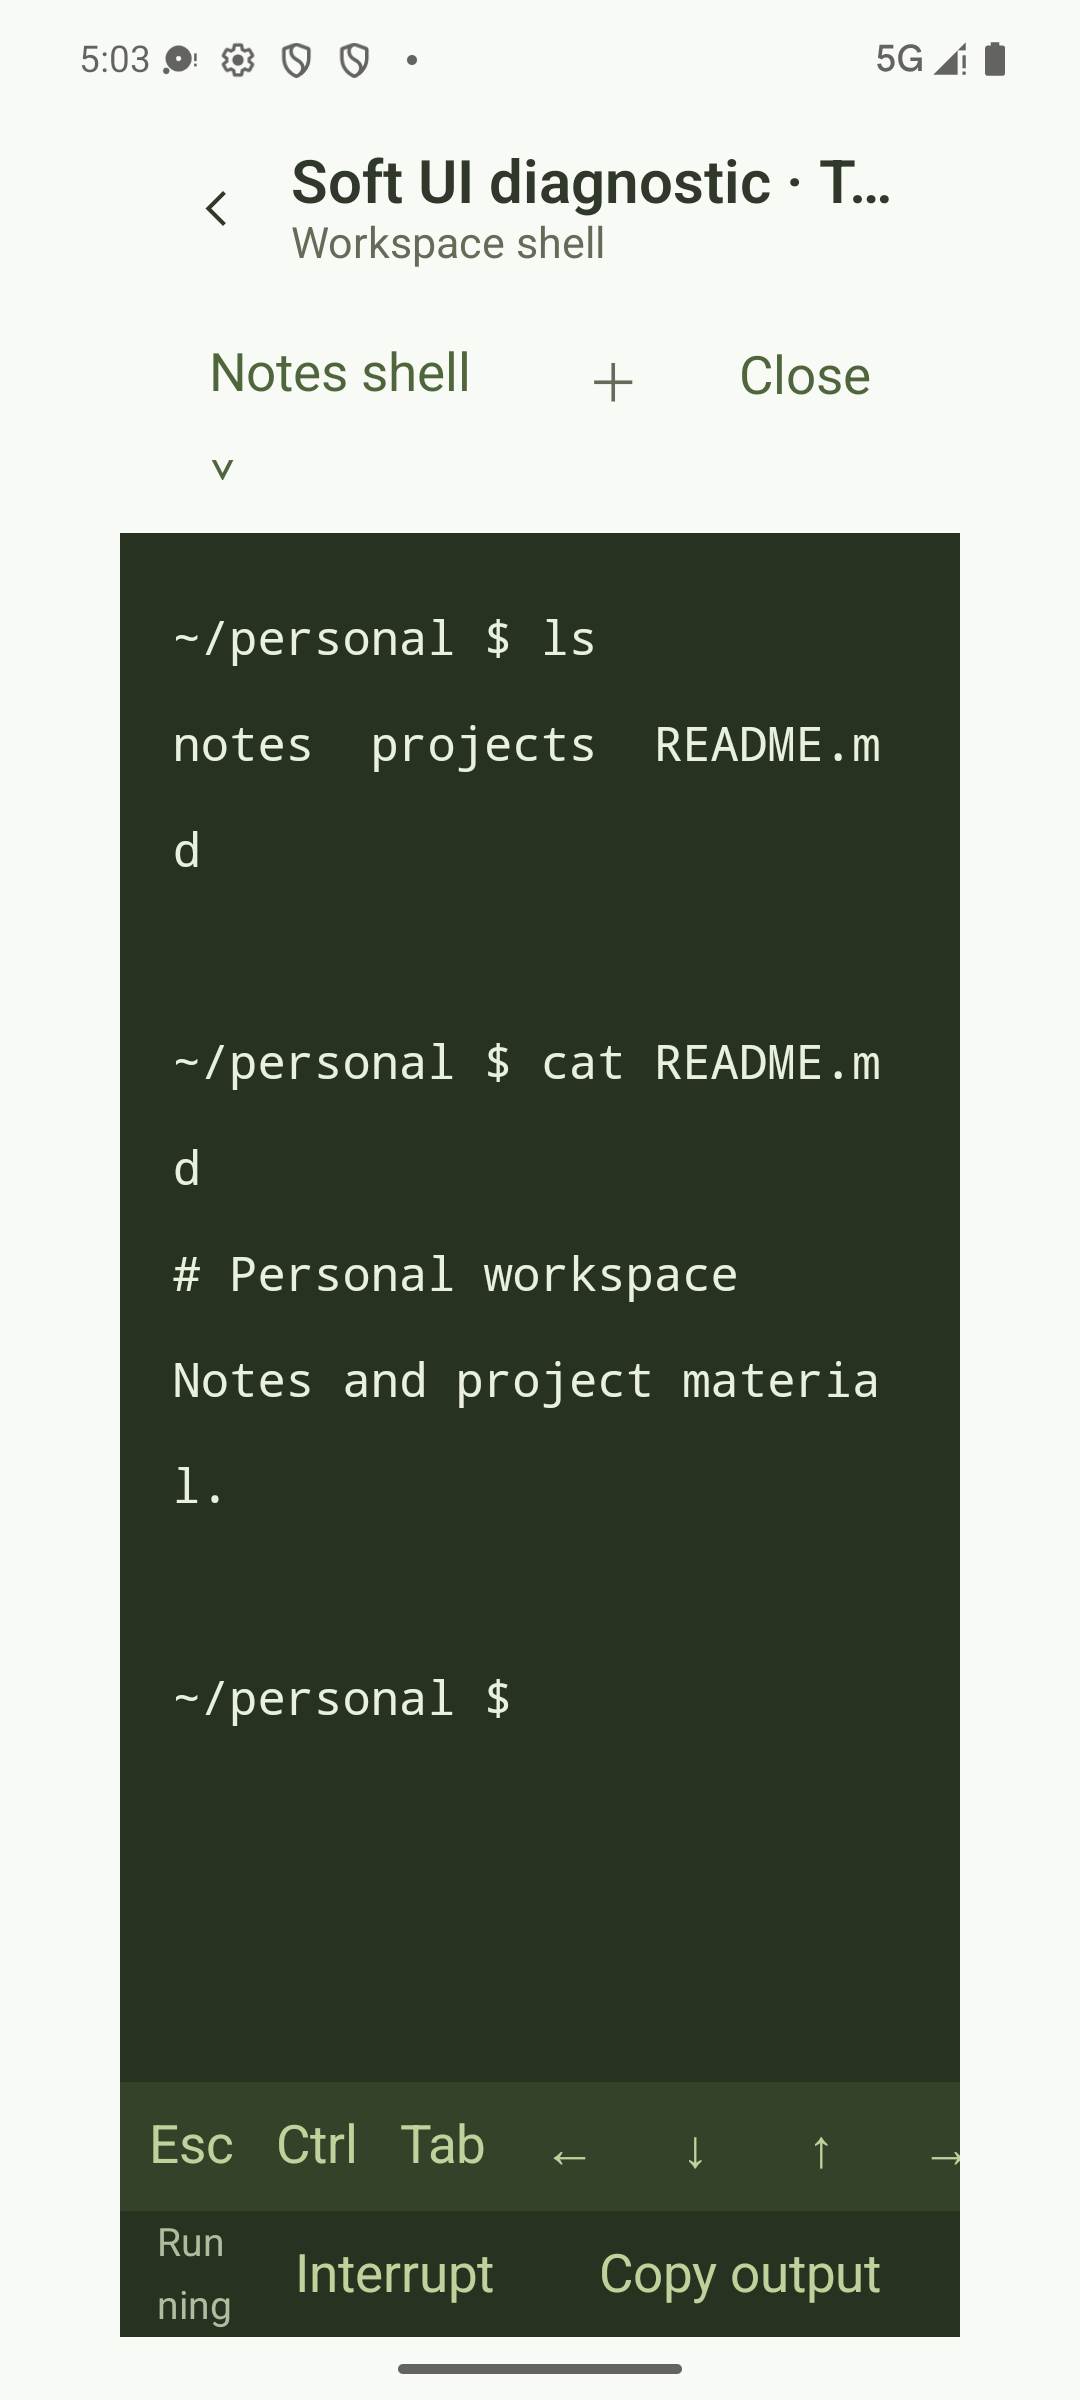 5:03
5G
Soft UI diagnostic · T…
Workspace shell
Notes shell
+
Close
~/personal $ ls
notes  projects  README.m
d
~/personal $ cat README.m
d
# Personal workspace
Notes and project materia
l.
~/personal $
Esc Ctrl Tab ← ↓ ↑ →
Run
ning
Interrupt
Copy output